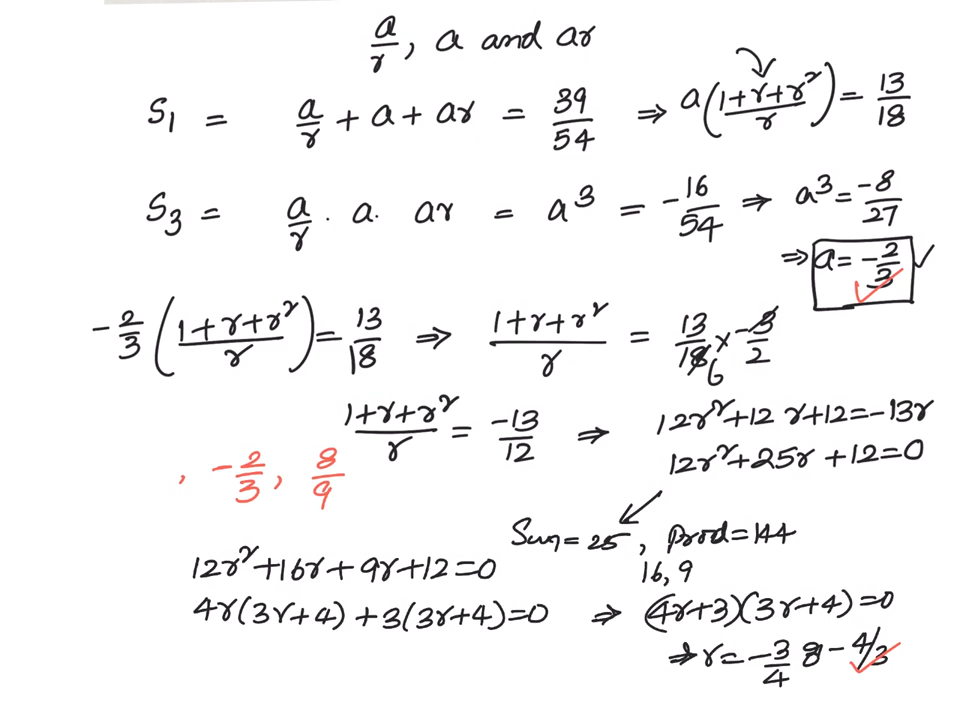 a/r, a and ar
S₁ = a/r + a + ar = 39/54 ⇒ a((1+r+r²)/r) = 13/18
S₃ = a/r · a · ar = a³ = -16/54 ⇒ a³ = -8/27
⇒ a = -2/3 ✓
-2/3 ((1+r+r²)/r) = 13/18 ⇒ (1+r+r²)/r = 13/18 6 × -3/2
(1+r+r²)/r = -13/12 ⇒ 12r²+12r+12=-13r
12r²+25r+12=0
, -2/3, 8/9
Sum = 25, Prod = 144
16, 9
12r²+16r+9r+12=0
4r(3r+4)+3(3r+4)=0 ⇒ (4r+3)(3r+4)=0
⇒ r = -3/4 & -4/3